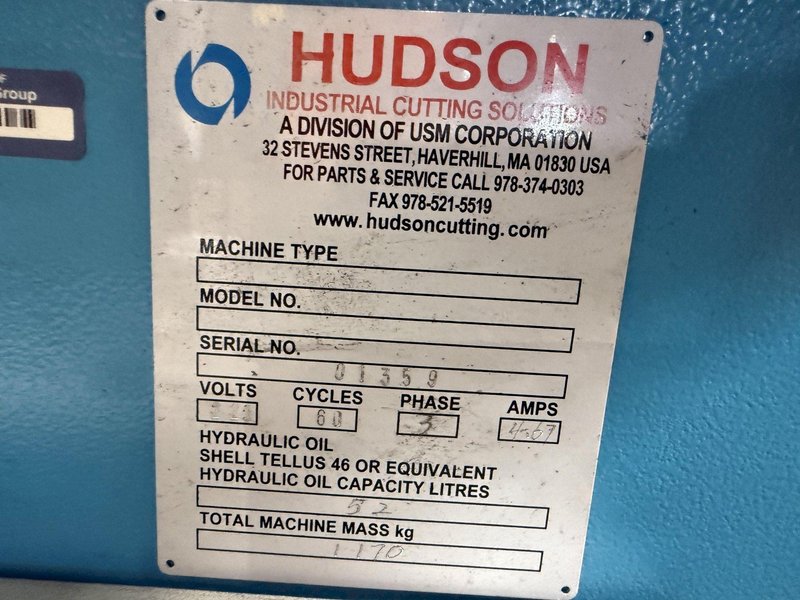 F
Group
HUDSON
INDUSTRIAL CUTTING SOLUTIONS
A DIVISION OF USM CORPORATION
32 STEVENS STREET, HAVERHILL, MA 01830 USA
FOR PARTS & SERVICE CALL 978-374-0303
FAX 978-521-5519
www.hudsoncutting.com
MACHINE TYPE
MODEL NO.
SERIAL NO.
01359
VOLTS CYCLES PHASE AMPS
60 3 4.67
HYDRAULIC OIL
SHELL TELLUS 46 OR EQUIVALENT
HYDRAULIC OIL CAPACITY LITRES
52
TOTAL MACHINE MASS kg
1170